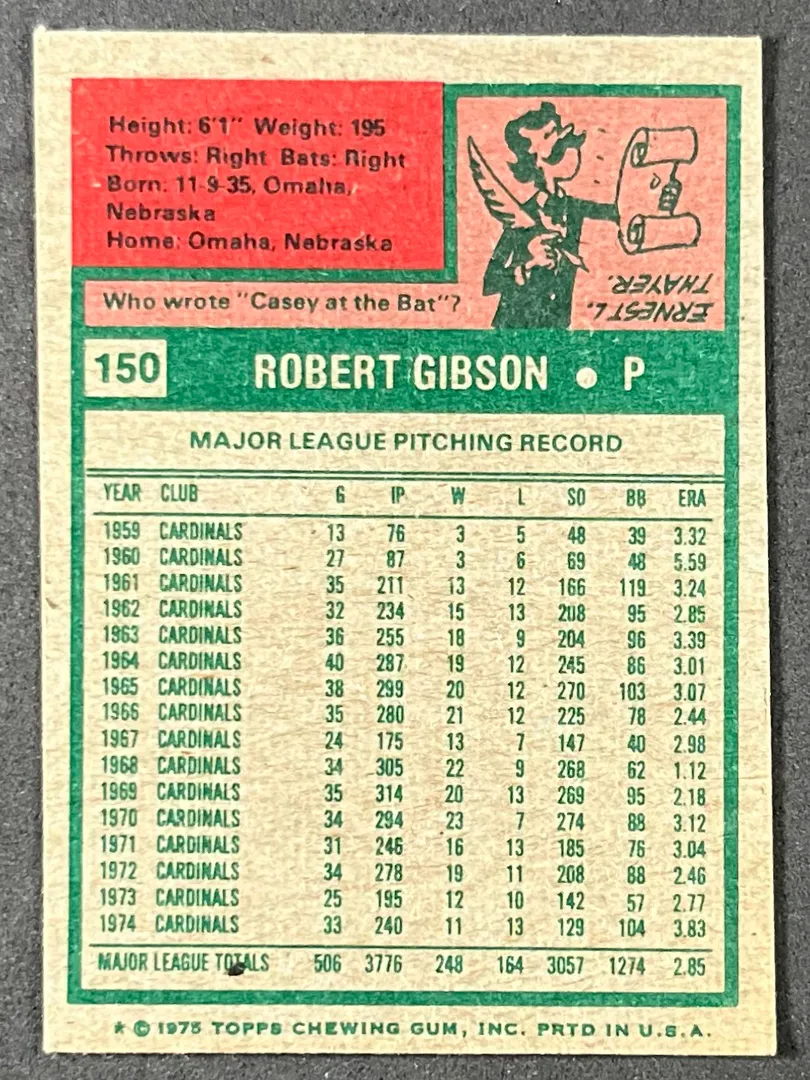 Height: 6'1" Weight: 195
Throws: Right Bats: Right
Born: 11-9-35, Omaha,
Nebraska
Home: Omaha, Nebraska
Who wrote "Casey at the Bat"?
ERNEST L.
THAYER.
150 ROBERT GIBSON • P
MAJOR LEAGUE PITCHING RECORD
YEAR CLUB G IP W L SO BB ERA
1959 CARDINALS 13 76 3 5 48 39 3.32
1960 CARDINALS 27 87 3 6 69 48 5.59
1961 CARDINALS 35 211 13 12 166 119 3.24
1962 CARDINALS 32 234 15 13 208 95 2.85
1963 CARDINALS 36 255 18 9 204 96 3.39
1964 CARDINALS 40 287 19 12 245 86 3.01
1965 CARDINALS 38 299 20 12 270 103 3.07
1966 CARDINALS 35 280 21 12 225 78 2.44
1967 CARDINALS 24 175 13 7 147 40 2.98
1968 CARDINALS 34 305 22 9 268 62 1.12
1969 CARDINALS 35 314 20 13 269 95 2.18
1970 CARDINALS 34 294 23 7 274 88 3.12
1971 CARDINALS 31 246 16 13 185 76 3.04
1972 CARDINALS 34 278 19 11 208 88 2.46
1973 CARDINALS 25 195 12 10 142 57 2.77
1974 CARDINALS 33 240 11 13 129 104 3.83
MAJOR LEAGUE TOTALS 506 3776 248 164 3057 1274 2.85
* © 1975 TOPPS CHEWING GUM, INC. PRTD IN U.S.A.